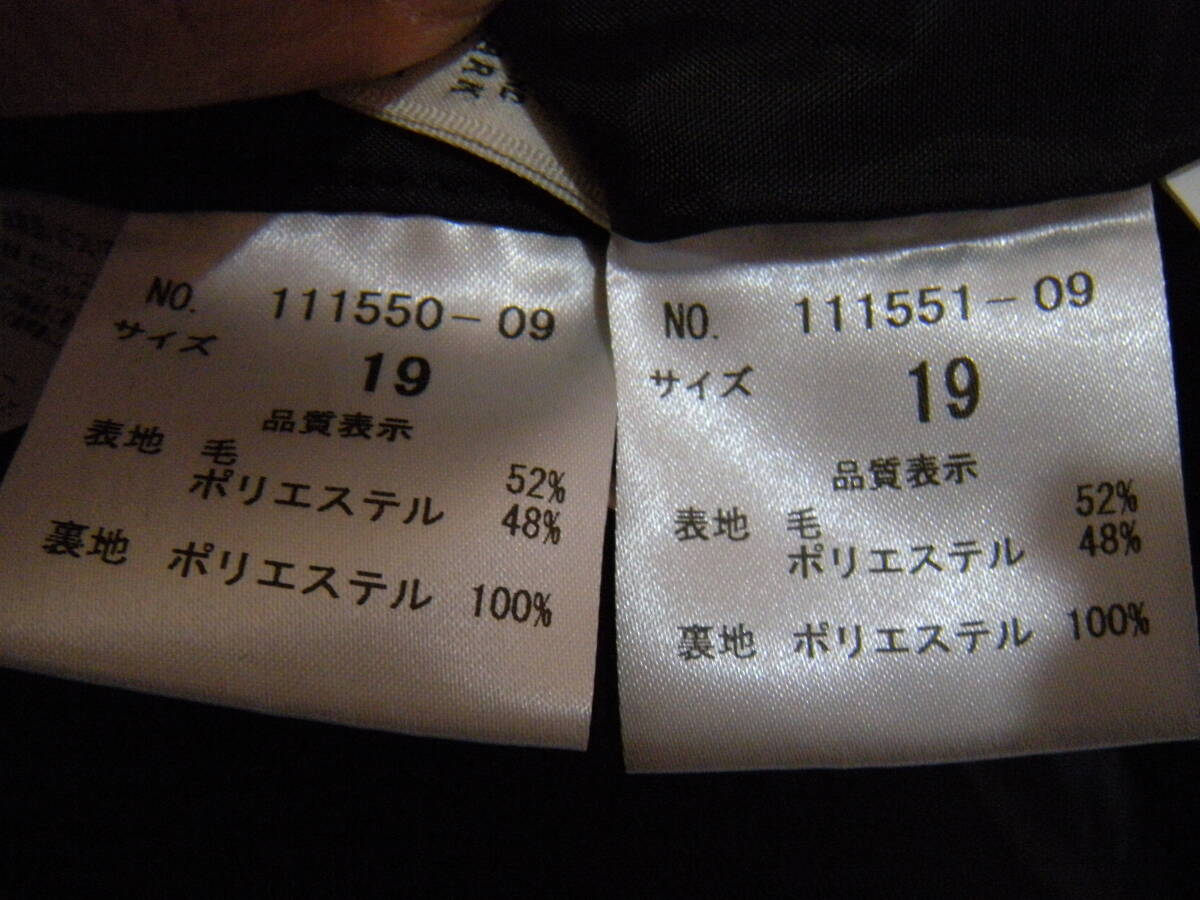 NO. 111550-09
サイズ 19
品質表示
表地 毛 52%
ポリエステル 48%
裏地 ポリエステル 100%
NO. 111551-09
サイズ 19
品質表示
表地 毛 52%
ポリエステル 48%
裏地 ポリエステル 100%